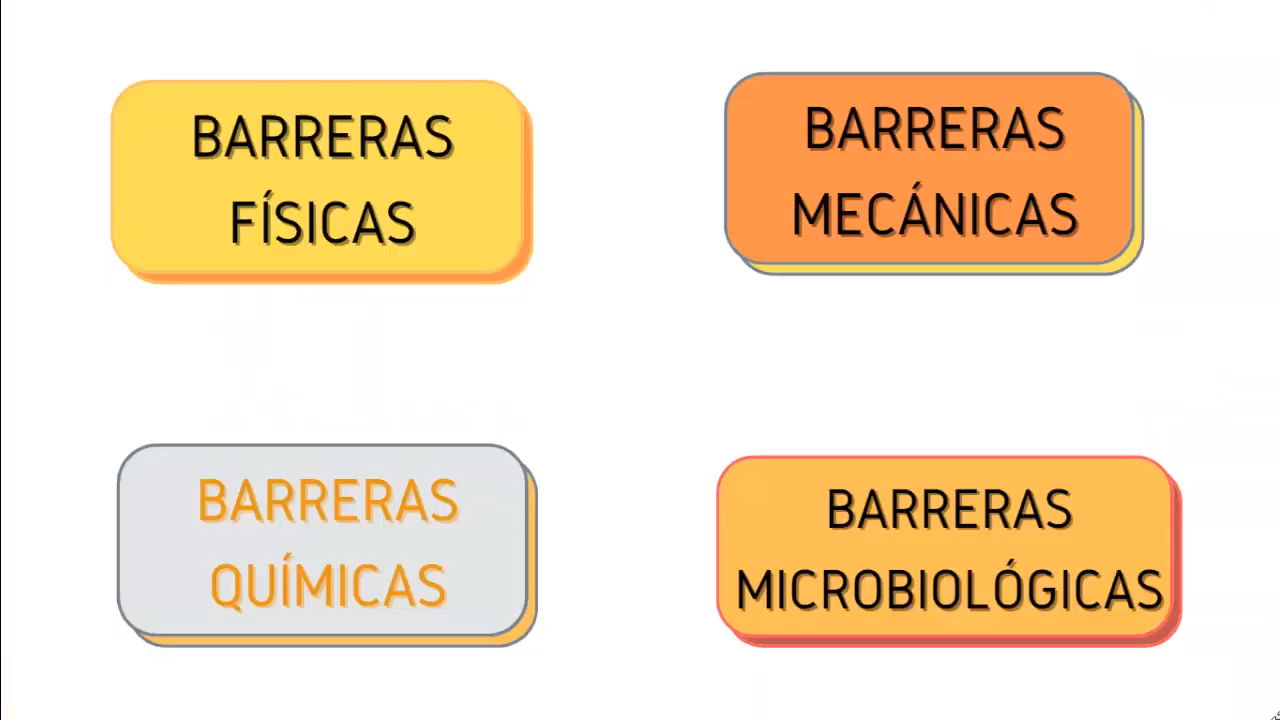 BARRERAS
FÍSICAS
BARRERAS
MECÁNICAS
BARRERAS
QUÍMICAS
BARRERAS
MICROBIOLÓGICAS